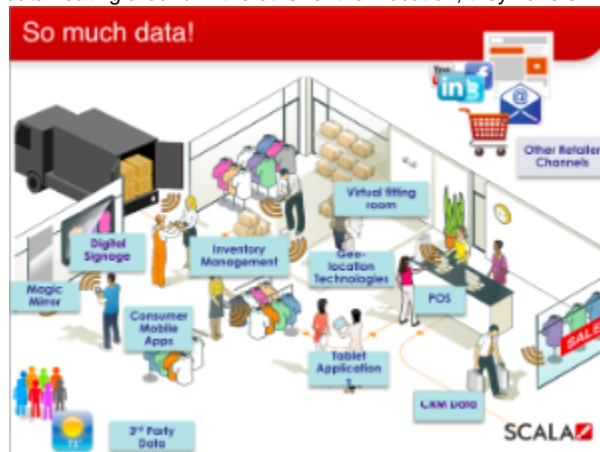 So much data!
Other Retailer
Channels
Virtual fitting
room
Digital
Signage
Inventory
Management
Geo-
location
Technologies
Magic
Mirror
POS
Consumer
Mobile
Apps
SALE
Tablet
Application
s
CRM Data
3rd Party
Data
SCALA